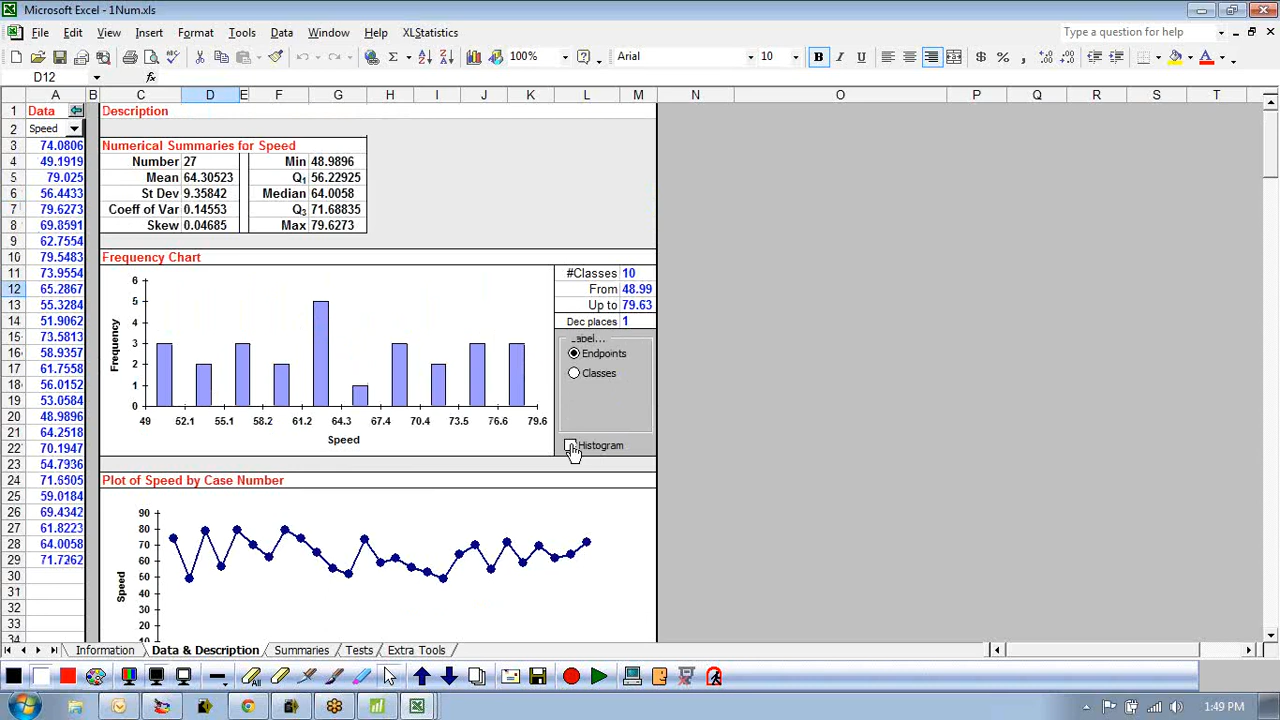 Microsoft Excel - 1Num.xls
File Edit View Insert Format Tools Data Window Help XLStatistics
Type a question for help
100% Arial 10 B I U $ %
D12 fx
A B C D E F G H I J K L M N O P Q R S T
1 Data Description
2 Speed
3 74.0806 Numerical Summaries for Speed
4 49.1919 Number 27 Min 48.9896
5 79.025 Mean 64.30523 Q1 56.22925
6 56.4433 St Dev 9.35842 Median 64.0058
7 79.6273 Coeff of Var 0.14553 Q3 71.68835
8 69.8591 Skew 0.04685 Max 79.6273
9 62.7554
10 79.5483 Frequency Chart
11 73.9554 #Classes 10
12 65.2867 From 48.99
13 55.3284 Up to 79.63
14 51.9062 Dec places 1
15 73.5813 Label...
16 58.9357 Endpoints
17 61.7558 Classes
18 56.0152
19 53.0584
20 48.9896
21 64.2518
22 70.1947 Histogram
23 54.7936
24 71.6505 Plot of Speed by Case Number
25 59.0184
26 69.4342
27 61.8223
28 64.0058
29 71.7262
30
31
32
33
34
Frequency
6
5
4
3
2
1
0
49 52.1 55.1 58.2 61.2 64.3 67.4 70.4 73.5 76.6 79.6
Speed
Speed
90
80
70
60
50
40
30
20
10
Information Data & Description Summaries Tests Extra Tools
All
1:49 PM